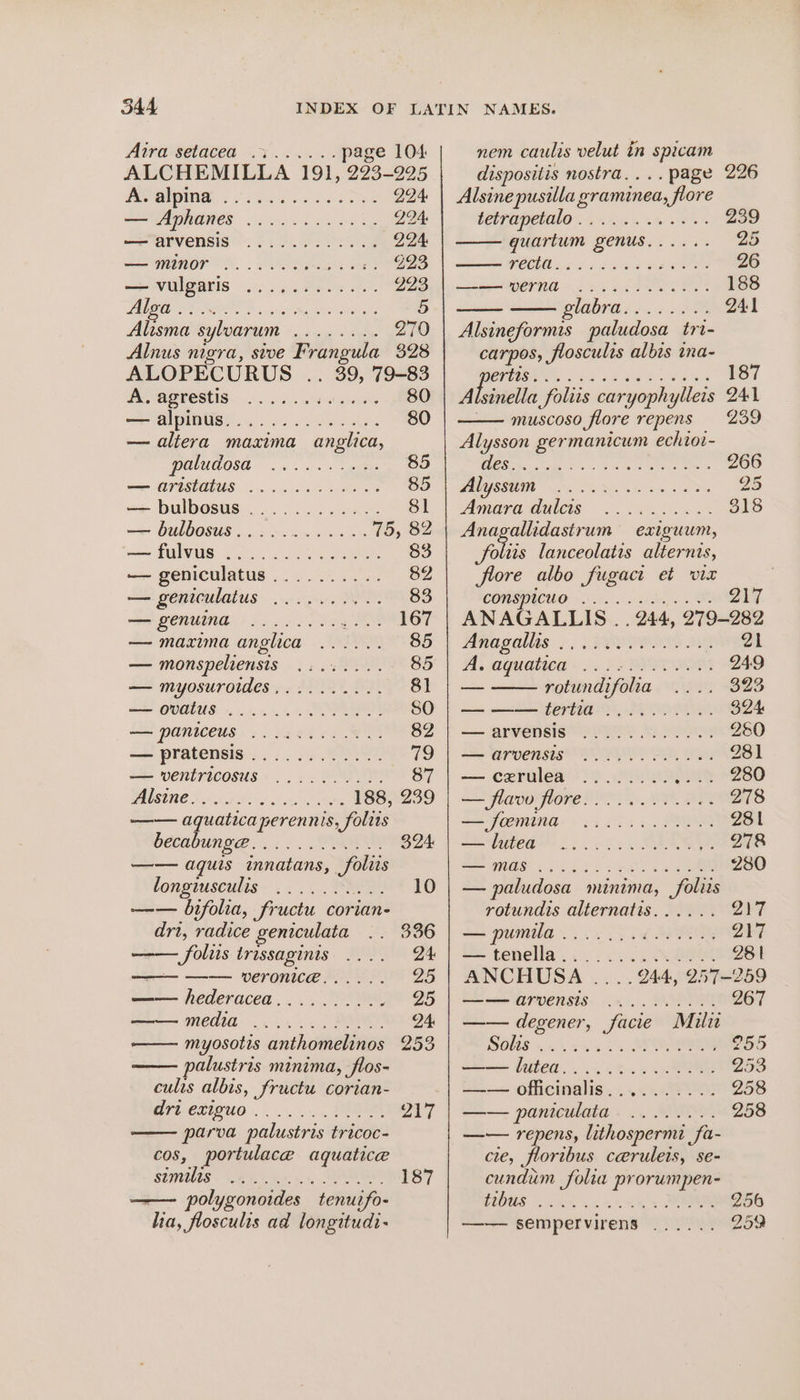 344 INDEX OF LATIN NAMES.
Aira setacea ........ page 104
ALCHEMILLA 191, 223-225
A. alpina .............. 224
— Aphanes ............ 224
— arvensis ............ 224
— minor .............. 223
— vulgaris ............ 223
Alga .................... 5
Alisma sylvarum ........ 270
Alnus nigra, sive Frangula 328
ALOPECURUS .. 39, 79-83
A. agrestis ............ 80
— alpinus .............. 80
— altera maxima anglica,
paludosa .......... 85
— aristatus ............ 85
— bulbosus ............ 81
— bulbosus ............ 75, 82
— fulvus .............. 83
— geniculatus .......... 82
— geniculatus .......... 83
— genuina ............ 167
— maxima anglica ...... 85
— monspeliensis ........ 85
— myosuroides .......... 81
— ovatus .............. 80
— paniceus ............ 82
— pratensis ............ 79
— ventricosus .......... 87
Alsine .............. 188, 239
—— aquatica perennis, foliis
becabungæ .......... 324
—— aquis innatans, foliis
longiusculis .......... 10
—— bifolia, fructu corian-
dri, radice geniculata .. 336
—— foliis trissaginis .... 24
—— —— veronicæ ...... 25
—— hederacea .......... 25
—— media ............ 24
—— myosotis anthomelinos 253
—— palustris minima, flos-
culis albis, fructu corian-
dri exiguo ............ 217
—— parva palustris tricoc-
cos, portulacæ aquaticæ
similis .............. 187
—— polygonoides tenuifo-
lia, flosculis ad longitudi-
nem caulis velut in spicam
dispositis nostra .... page 226
Alsine pusilla graminea, flore
tetrapetalo ............ 239
—— quartum genus ...... 25
—— recta .............. 26
—— verna ............ 188
—— —— glabra ........ 241
Alsineformis paludosa tri-
carpos, flosculis albis ina-
pertis ................ 187
Alsinella foliis caryophylleis 241
—— muscoso flore repens 239
Alysson germanicum echioi-
des .................. 266
Alyssum .............. 25
Amara dulcis .......... 318
Anagallidastrum exiguum,
foliis lanceolatis alternis,
flore albo fugaci et vix
conspicuo ............ 217
ANAGALLIS .. 244, 279-282
Anagallis .............. 21
A. aquatica ............ 249
— —— rotundifolia .... 323
— —— tertia .......... 324
— arvensis ............ 280
— arvensis ............ 281
— cærulea ............ 280
— flavo flore ............ 278
— fœmina ............ 281
— lutea .............. 278
— mas .............. 280
— paludosa minima, foliis
rotundis alternatis ...... 217
— pumila .............. 217
— tenella .............. 281
ANCHUSA .... 244, 257-259
—— arvensis .......... 267
—— degener, facie Milii
Solis ................ 255
—— lutea .............. 253
—— officinalis .......... 258
—— paniculata ........ 258
—— repens, lithospermi fa-
cie, floribus cæruleis, se-
cundùm folia prorumpen-
tibus ................ 256
—— sempervirens ...... 259